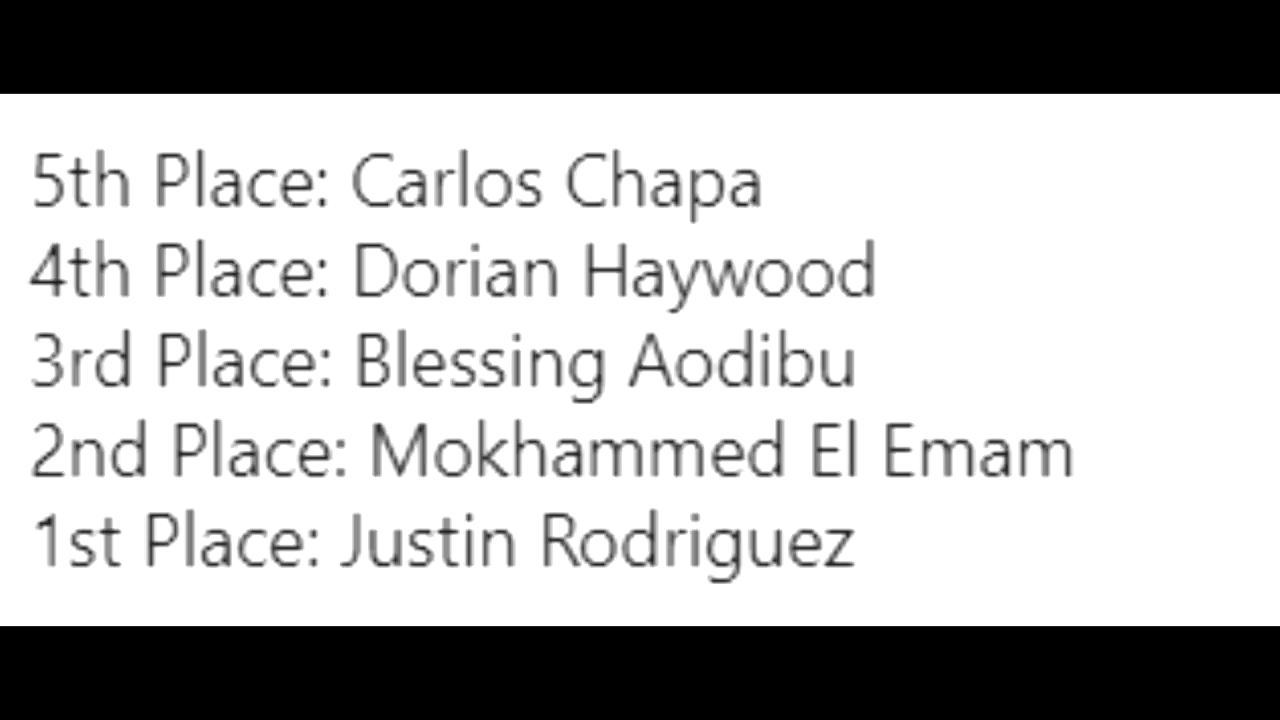 5th Place: Carlos Chapa
4th Place: Dorian Haywood
3rd Place: Blessing Aodibu
2nd Place: Mokhammed El Emam
1st Place: Justin Rodriguez